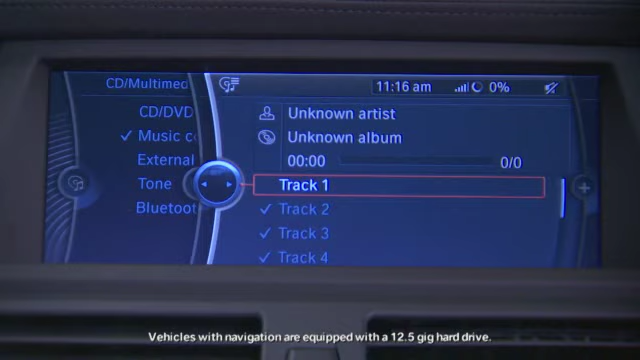 CD/Multimed
11:16 am
0%
CD/DVD
Music co
External
Tone
Bluetoot
Unknown artist
Unknown album
00:00
0/0
Track 1
Track 2
Track 3
Track 4
Vehicles with navigation are equipped with a 12.5 gig hard drive.